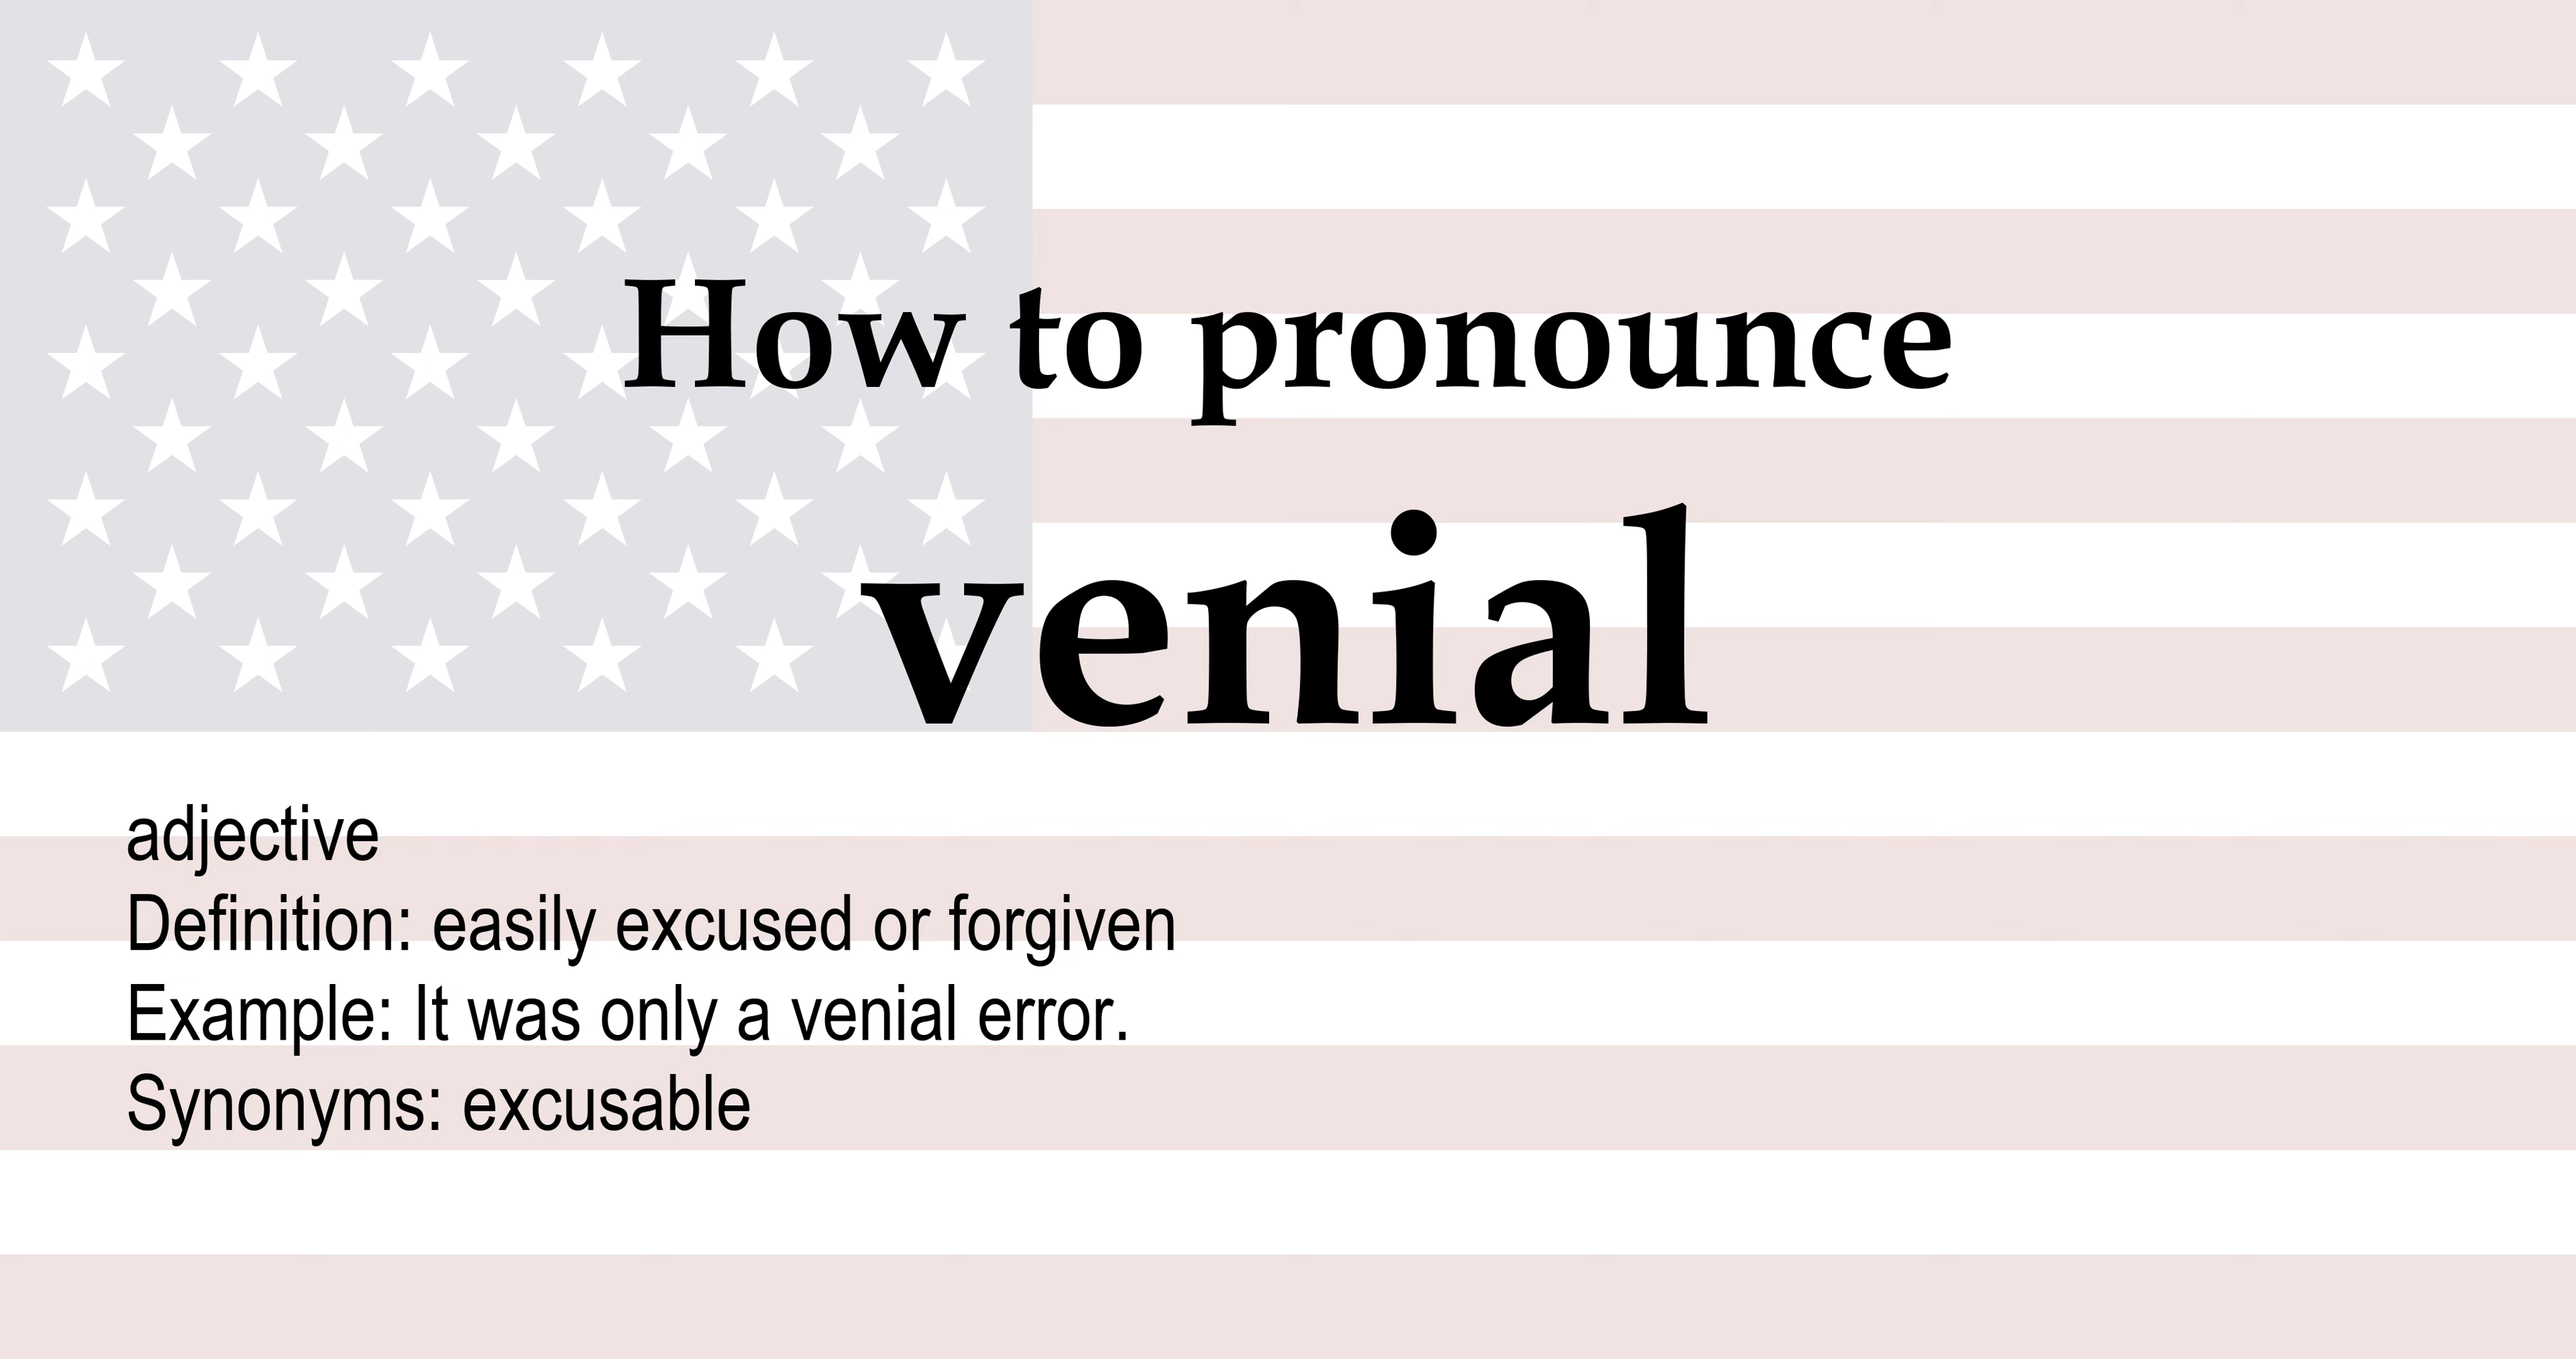 How to pronounce
venial
adjective
Definition: easily excused or forgiven
Example: It was only a venial error.
Synonyms: excusable